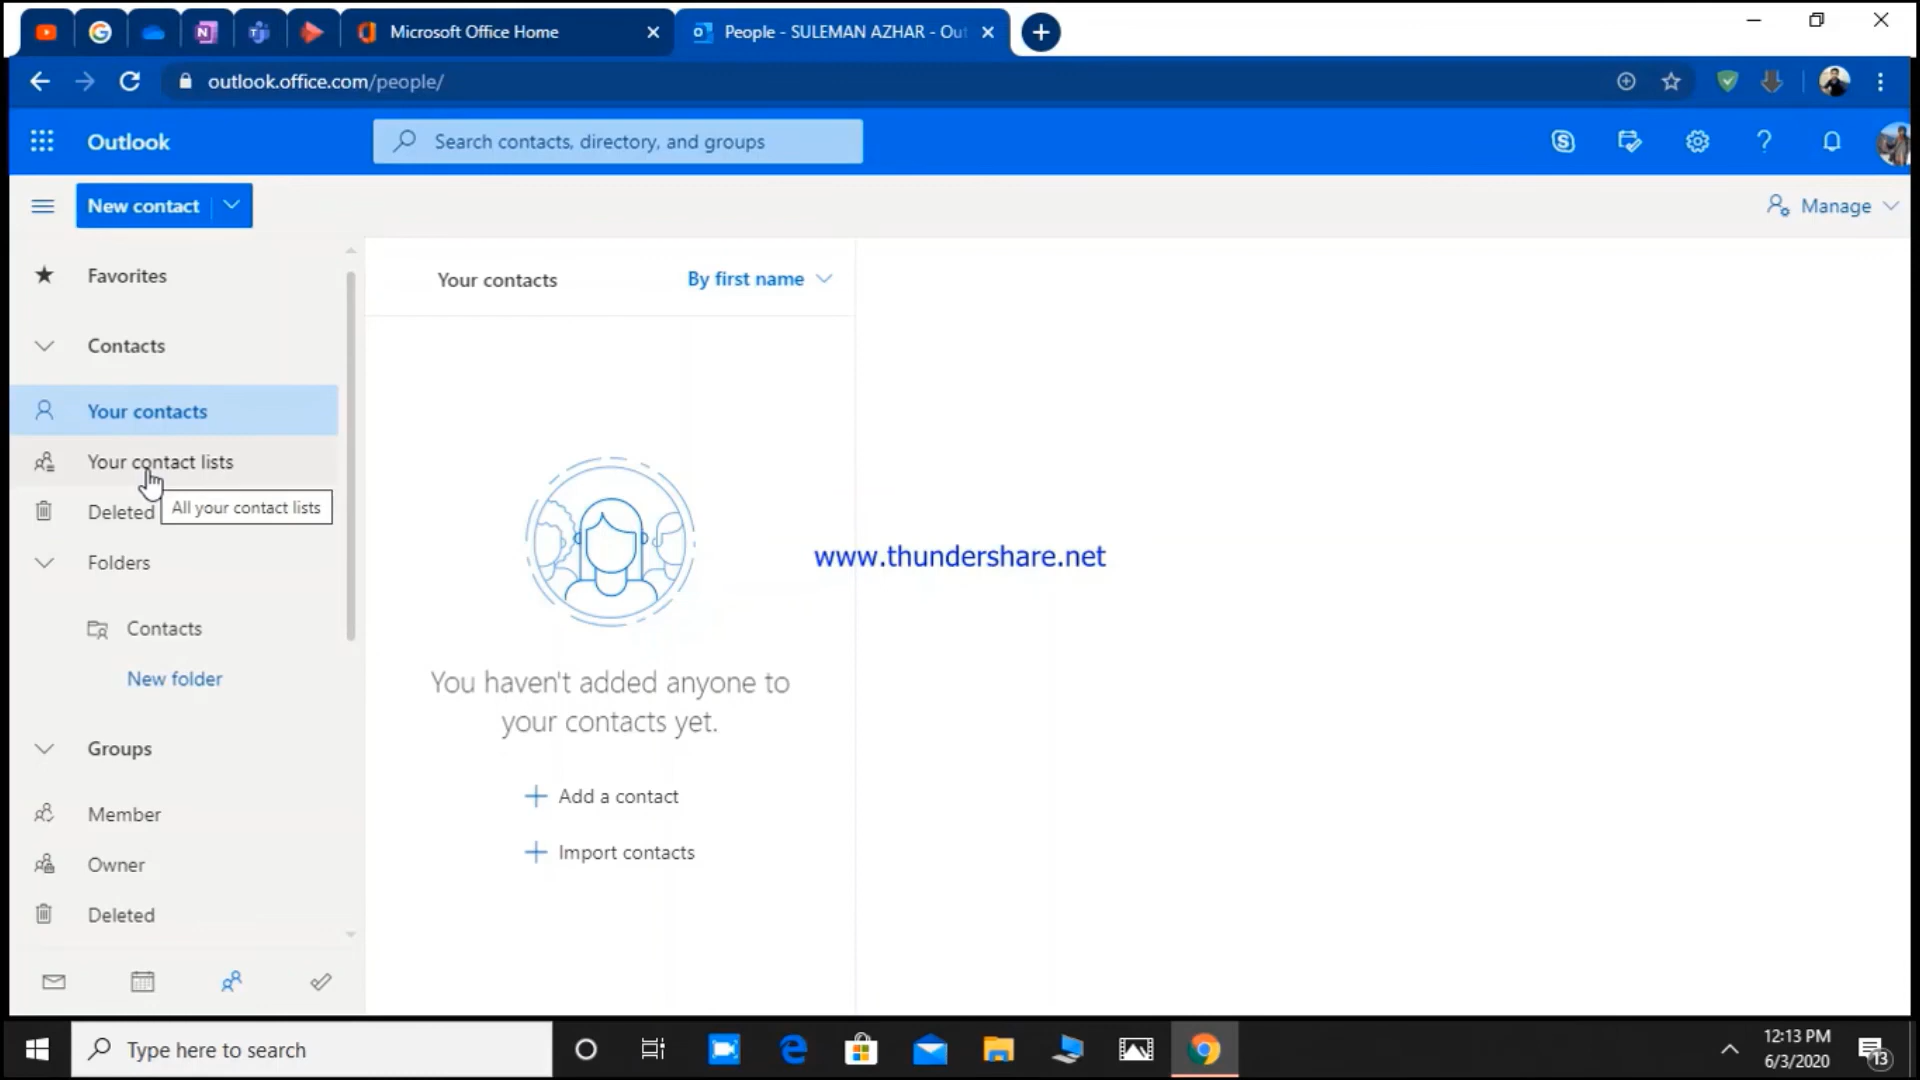 Microsoft Office Home
People - SULEMAN AZHAR - Out
outlook.office.com/people/
Outlook
Search contacts, directory, and groups
New contact
Manage
Favorites
Contacts
Your contacts
Your contact lists
All your contact lists
Deleted
Folders
Contacts
New folder
Groups
Member
Owner
Deleted
Your contacts
By first name
www.thundershare.net
You haven't added anyone to
your contacts yet.
Add a contact
Import contacts
Type here to search
12:13 PM
6/3/2020
13